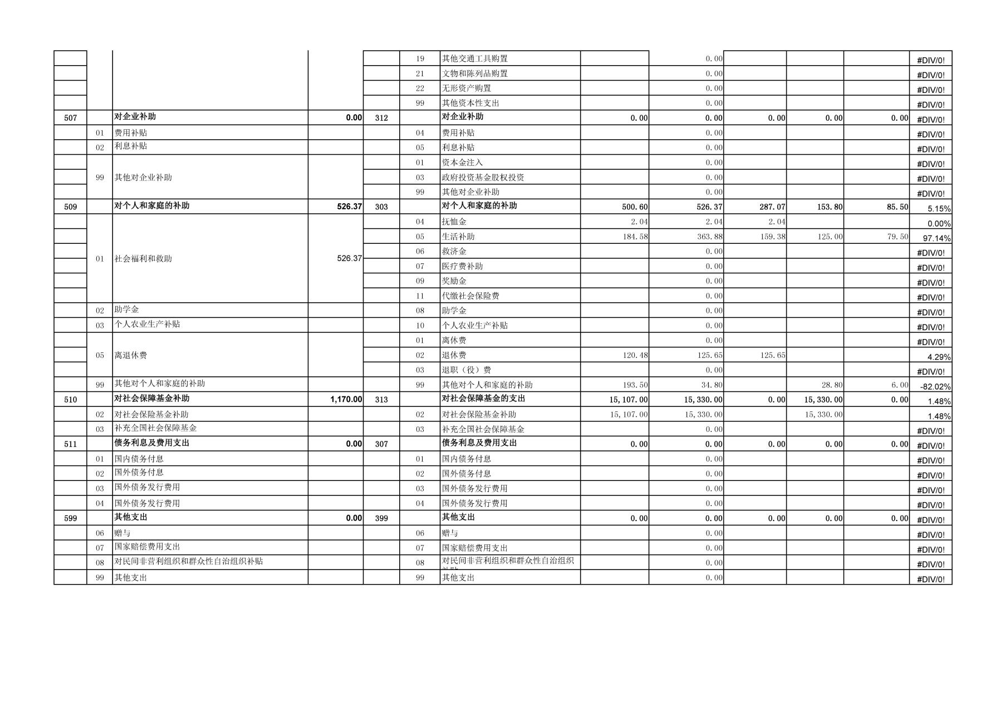 19 其他交通工具购置 0.00 #DIV/0!
21 文物和陈列品购置 0.00 #DIV/0!
22 无形资产购置 0.00 #DIV/0!
99 其他资本性支出 0.00 #DIV/0!
507 对企业补助 0.00 312 对企业补助 0.00 0.00 0.00 0.00 0.00 #DIV/0!
01 费用补贴 04 费用补贴 0.00 #DIV/0!
02 利息补贴 05 利息补贴 0.00 #DIV/0!
01 资本金注入 0.00 #DIV/0!
99 其他对企业补助 03 政府投资基金股权投资 0.00 #DIV/0!
99 其他对企业补助 0.00 #DIV/0!
509 对个人和家庭的补助 526.37 303 对个人和家庭的补助 500.60 526.37 287.07 153.80 85.50 5.15%
04 抚恤金 2.04 2.04 2.04 0.00%
05 生活补助 184.58 363.88 159.38 125.00 79.50 97.14%
06 救济金 0.00 #DIV/0!
01 社会福利和救助 526.37 07 医疗费补助 0.00 #DIV/0!
09 奖励金 0.00 #DIV/0!
11 代缴社会保险费 0.00 #DIV/0!
02 助学金 08 助学金 0.00 #DIV/0!
03 个人农业生产补贴 10 个人农业生产补贴 0.00 #DIV/0!
01 离休费 0.00 #DIV/0!
05 离退休费 02 退休费 120.48 125.65 125.65 4.29%
03 退职（役）费 0.00 #DIV/0!
99 其他对个人和家庭的补助 99 其他对个人和家庭的补助 193.50 34.80 28.80 6.00 -82.02%
510 对社会保障基金补助 1,170.00 313 对社会保障基金的支出 15,107.00 15,330.00 0.00 15,330.00 0.00 1.48%
02 对社会保险基金补助 02 对社会保险基金补助 15,107.00 15,330.00 15,330.00 1.48%
03 补充全国社会保障基金 03 补充全国社会保障基金 0.00 #DIV/0!
511 债务利息及费用支出 0.00 307 债务利息及费用支出 0.00 0.00 0.00 0.00 0.00 #DIV/0!
01 国内债务付息 01 国内债务付息 0.00 #DIV/0!
02 国外债务付息 02 国外债务付息 0.00 #DIV/0!
03 国外债务发行费用 03 国外债务发行费用 0.00 #DIV/0!
04 国外债务发行费用 04 国外债务发行费用 0.00 #DIV/0!
599 其他支出 0.00 399 其他支出 0.00 0.00 0.00 0.00 0.00 #DIV/0!
06 赠与 06 赠与 0.00 #DIV/0!
07 国家赔偿费用支出 07 国家赔偿费用支出 0.00 #DIV/0!
08 对民间非营利组织和群众性自治组织补贴 08 对民间非营利组织和群众性自治组织 0.00 #DIV/0!
99 其他支出 99 其他支出 0.00 #DIV/0!